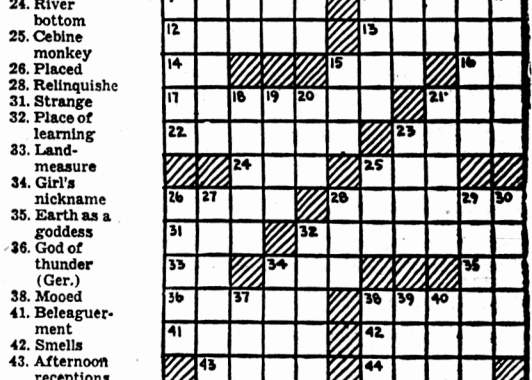 24. River
bottom
25. Cebine
monkey
26. Placed
28. Relinquishe
31. Strange
32. Place of
learning
33. Land-
measure
34. Girl's
nickname
35. Earth as a
goddess
36. God of
thunder
(Ger.)
38. Mooed
41. Beleaguer-
ment
42. Smells
43. Afternoon
receptions
12 13
14 15 16
17 18 19 20 21
22 23
24 25
26 27 28 29 30
31 32
33 34 35
36 37 38 39 40
41 42
43 44